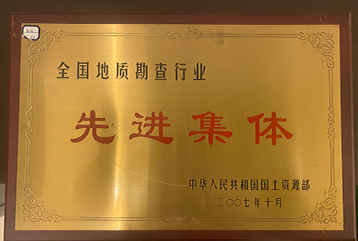 全国地质勘查行业
先进集体
中华人民共和国国土资源部
二〇〇七年十月